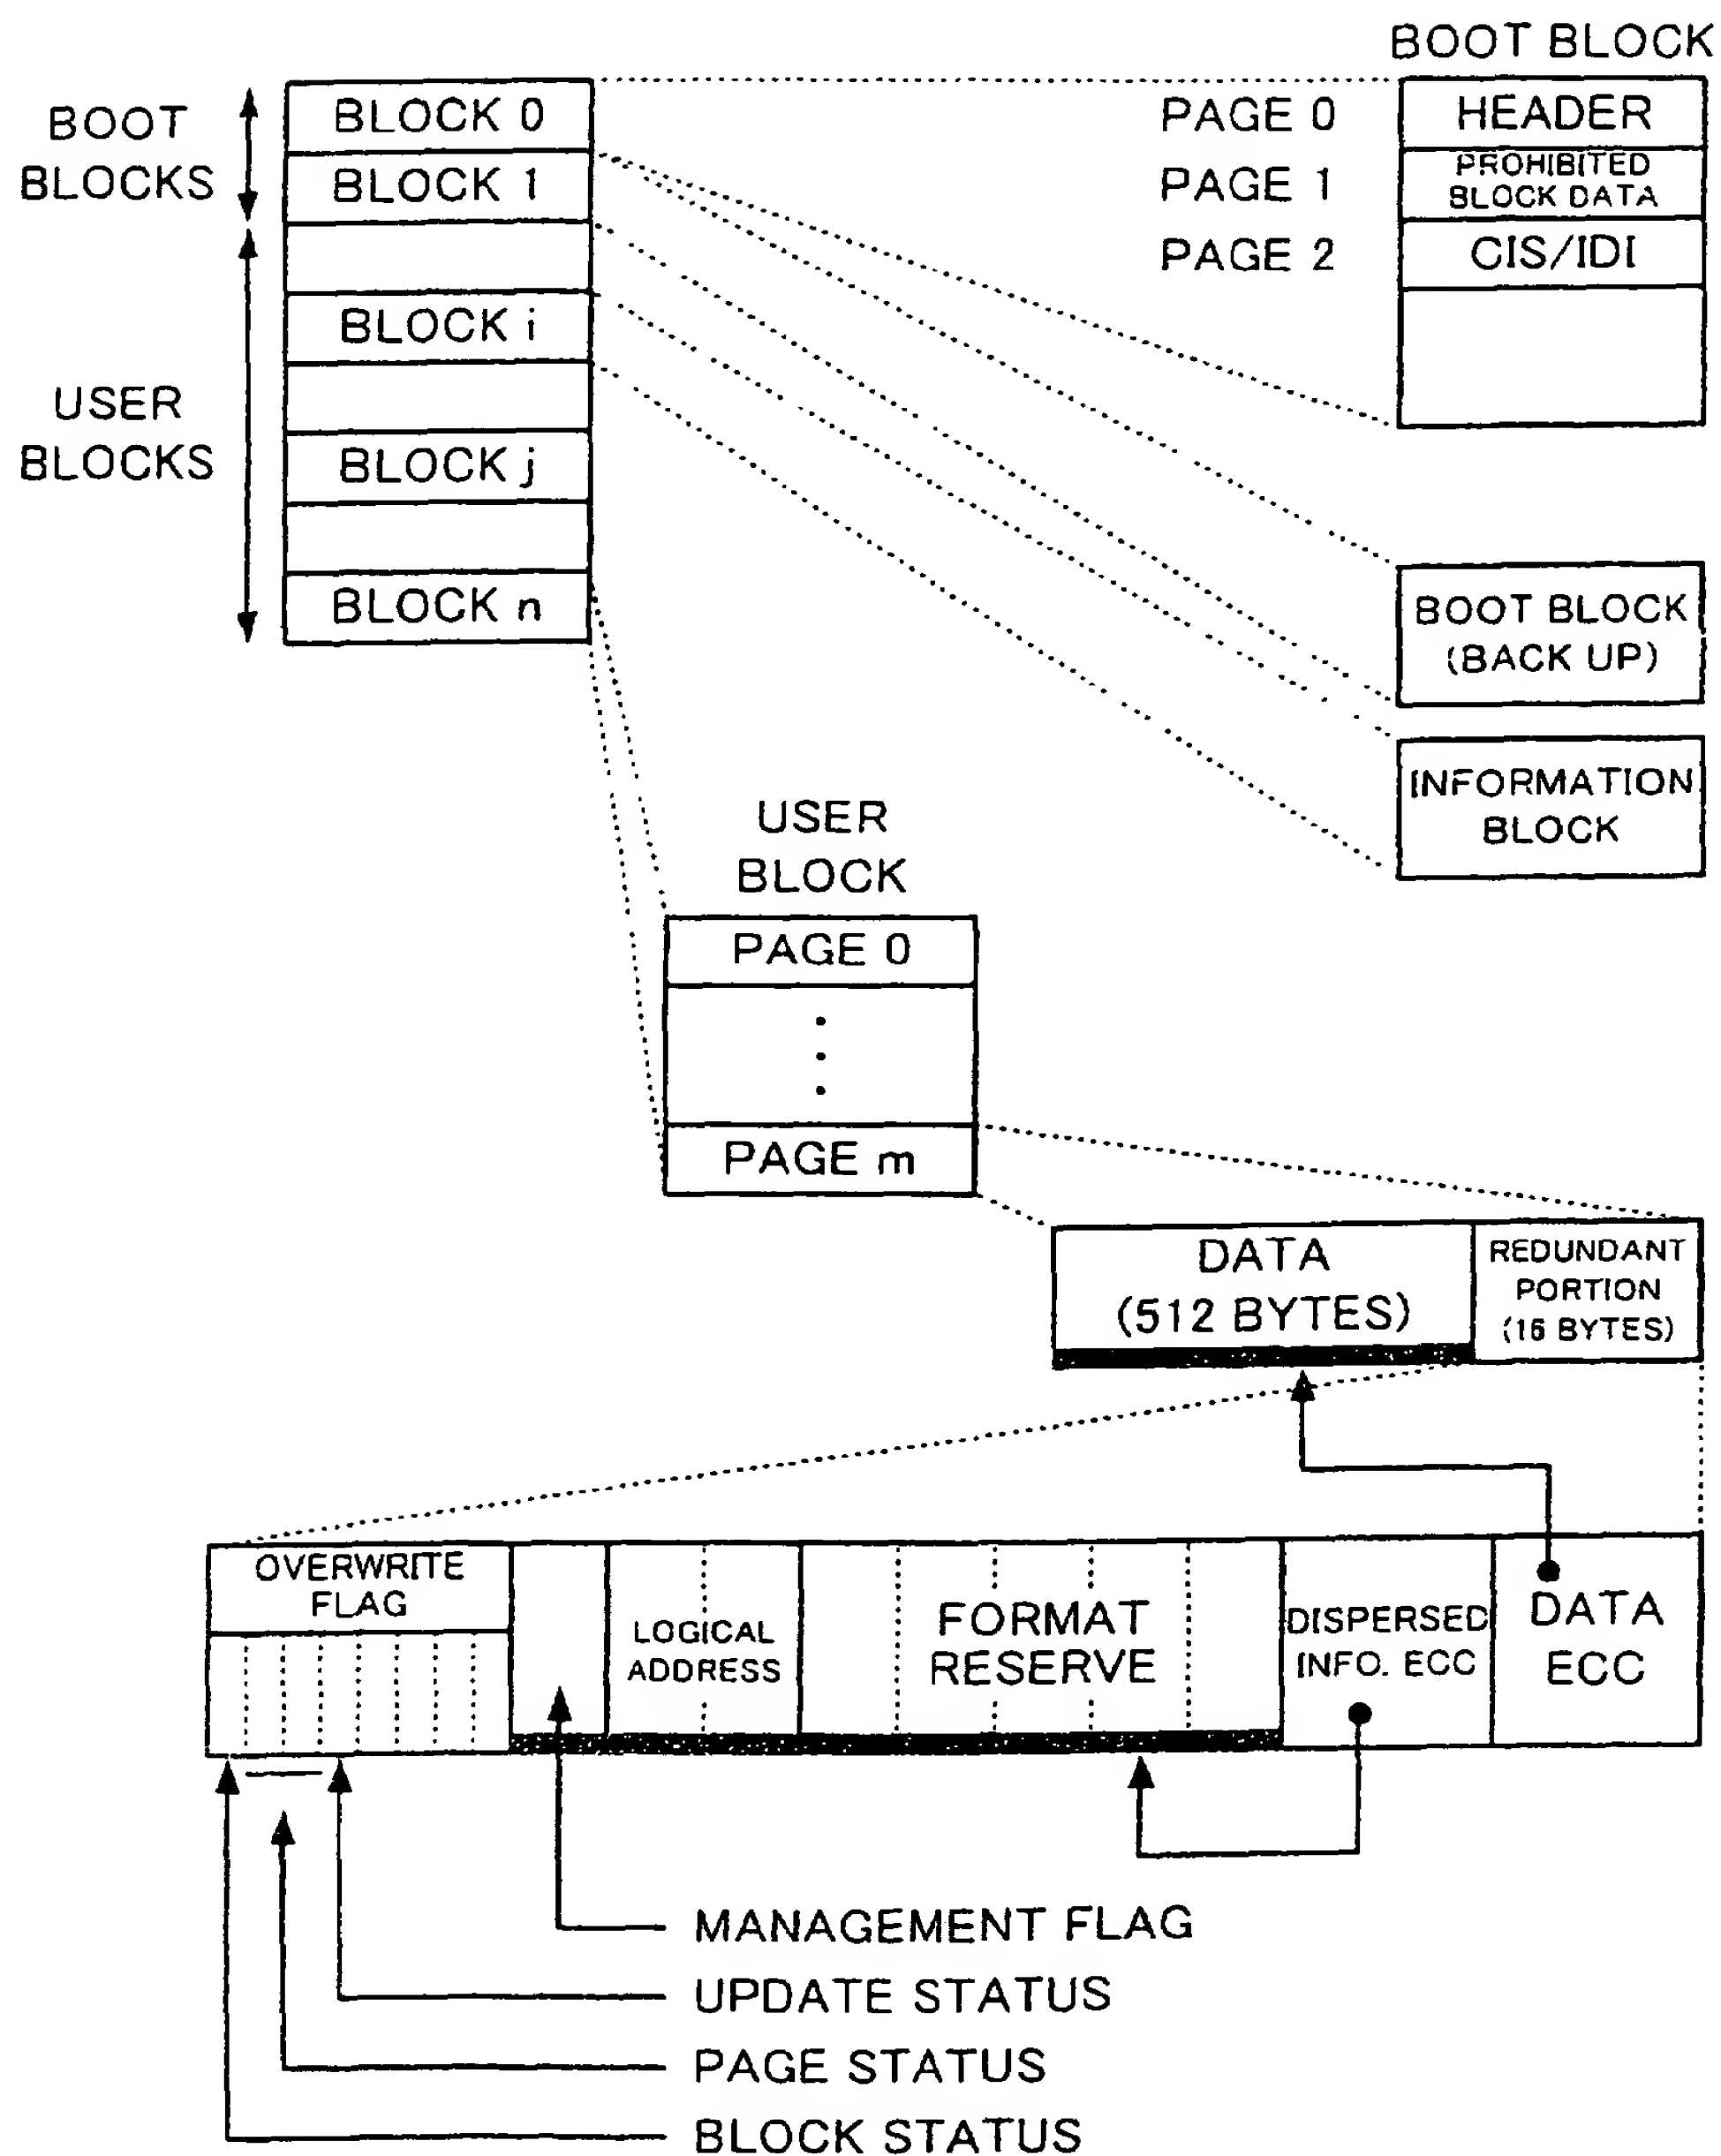 BOOT BLOCK
BOOT
BLOCKS
BLOCK 0
BLOCK 1
BLOCK i
BLOCK j
BLOCK n
USER
BLOCKS
PAGE 0
HEADER
PAGE 1
PROHIBITED
BLOCK DATA
PAGE 2
CIS/IDI
BOOT BLOCK
(BACK UP)
INFORMATION
BLOCK
USER
BLOCK
PAGE 0
PAGE m
DATA
(512 BYTES)
REDUNDANT
PORTION
(16 BYTES)
OVERWRITE
FLAG
LOGICAL
ADDRESS
FORMAT
RESERVE
DISPERSED
INFO. ECC
DATA
ECC
MANAGEMENT FLAG
UPDATE STATUS
PAGE STATUS
BLOCK STATUS